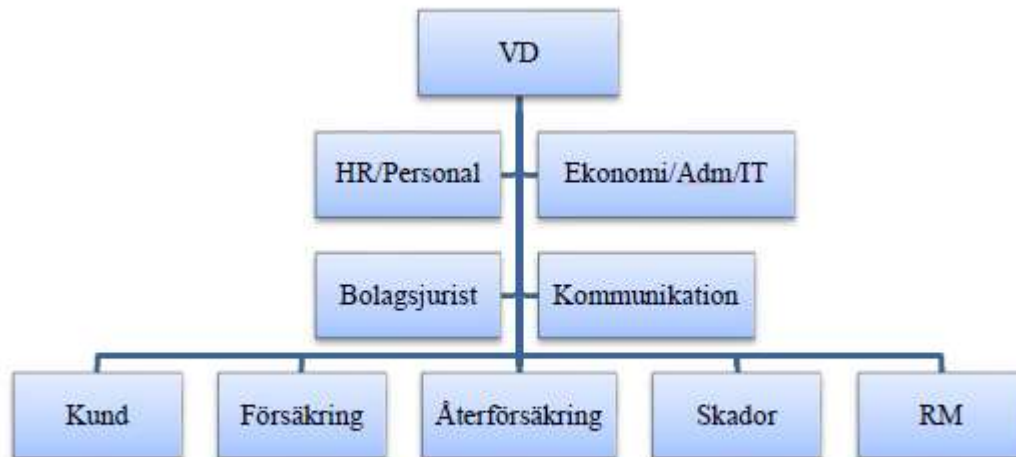 VD
HR/Personal
Ekonomi/Adm/IT
Bolagsjurist
Kommunikation
Kund
Försäkring
Återförsäkring
Skador
RM